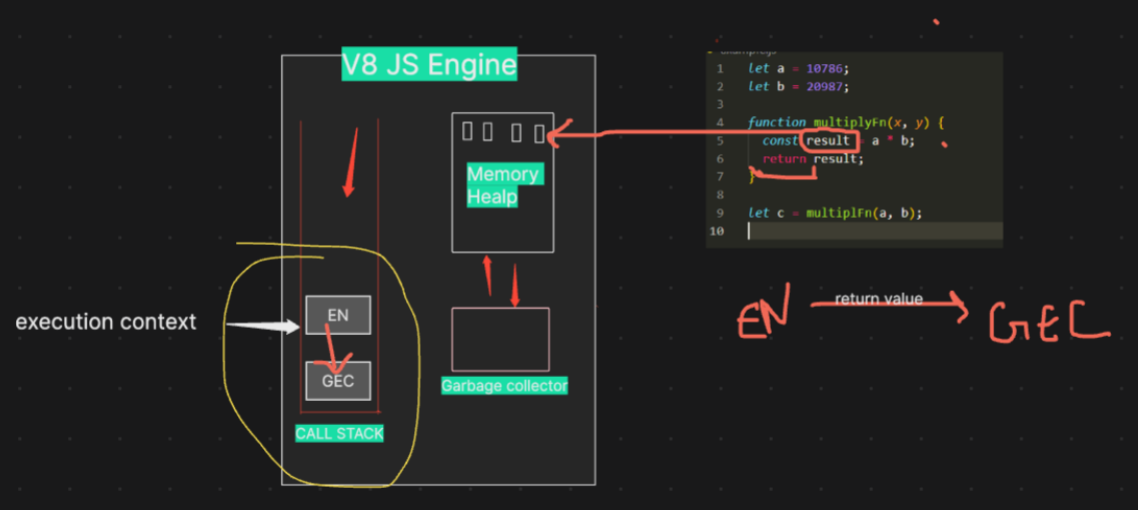 V8 JS Engine
Memory
Healp
EN
execution context
GEC
Garbage collector
CALL STACK
1 let a = 10786;
2 let b = 20987;
3
4 function multiplyFn(x, y) {
5 const result = a * b;
6 return result;
7 }
8
9 let c = multiplFn(a, b);
10
EN return value GEC